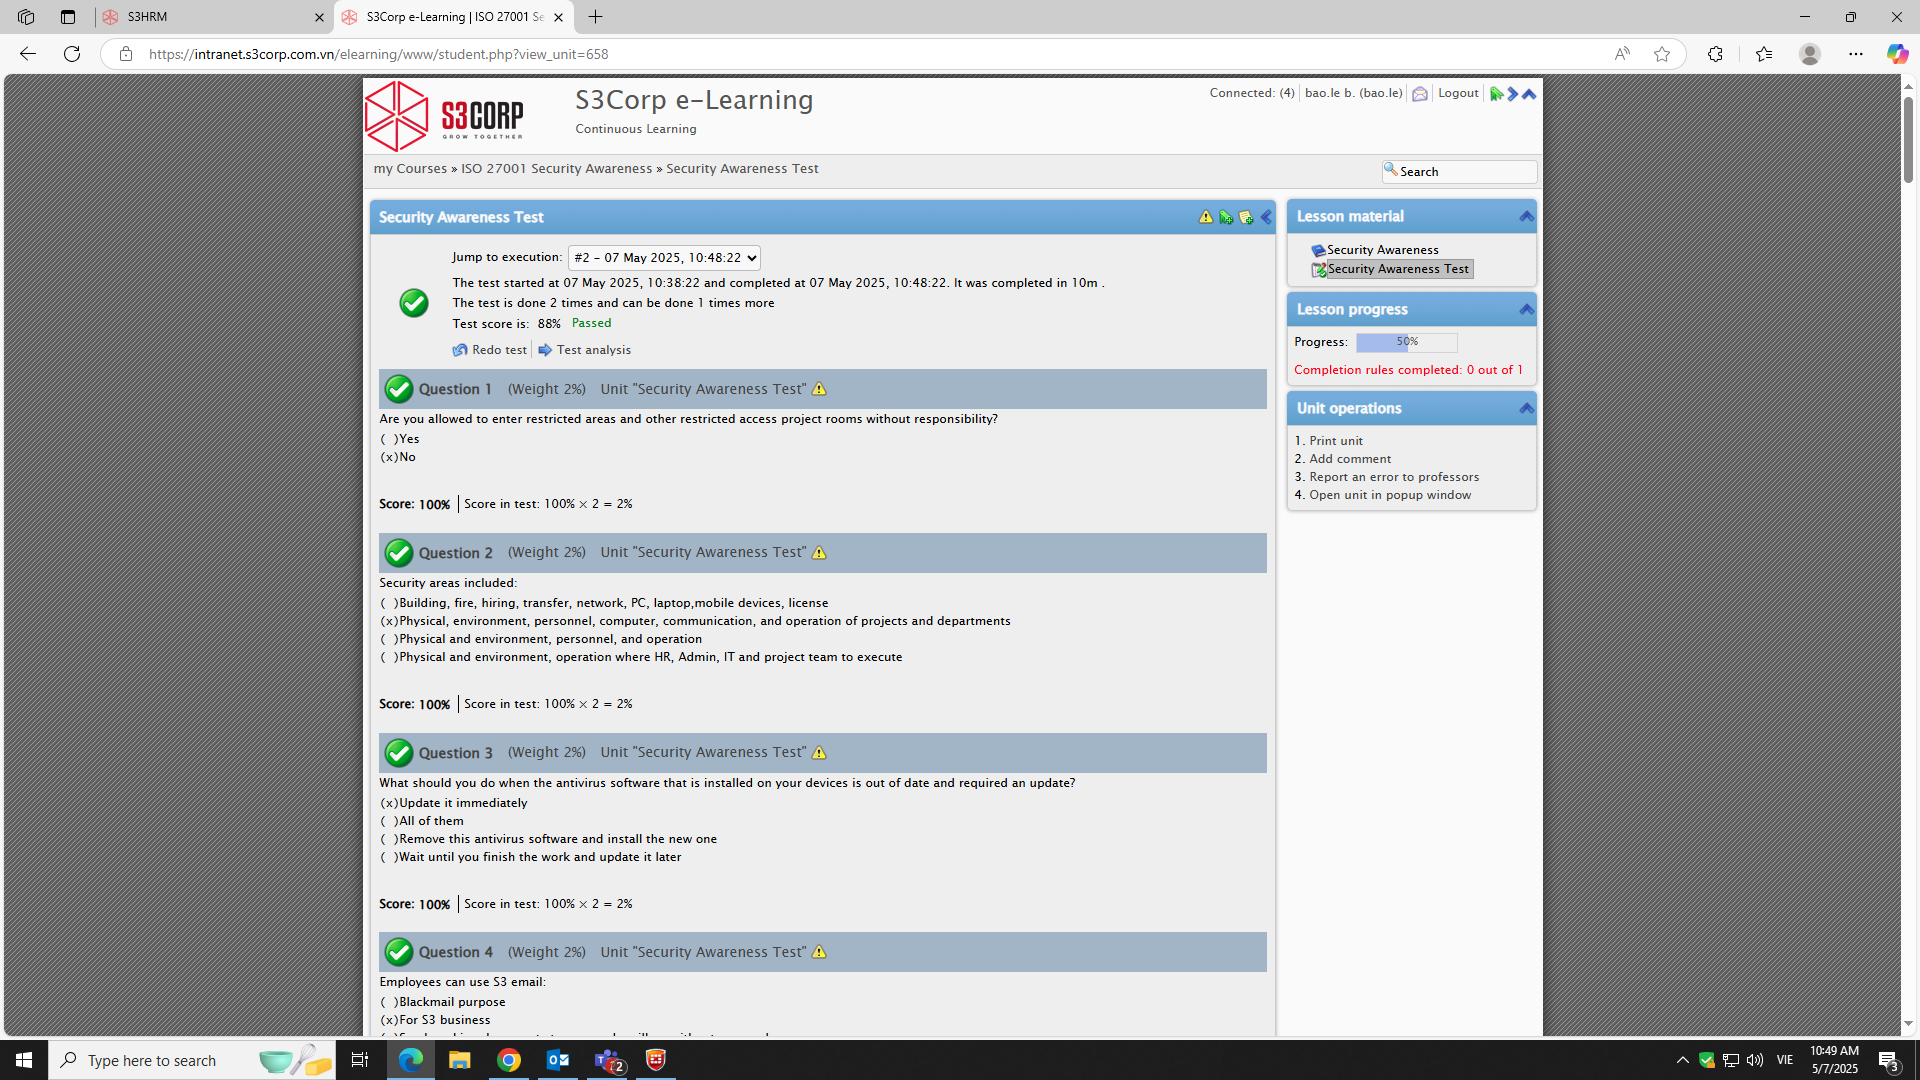 S3HRM
S3Corp e-Learning | ISO 27001 Se
https://intranet.s3corp.com.vn/elearning/www/student.php?view_unit=658
S3CORP
GROW TOGETHER
S3Corp e-Learning
Continuous Learning
Connected: (4) bao.le b. (bao.le) Logout
my Courses » ISO 27001 Security Awareness » Security Awareness Test
Search
Security Awareness Test
Jump to execution: #2 - 07 May 2025, 10:48:22
The test started at 07 May 2025, 10:38:22 and completed at 07 May 2025, 10:48:22. It was completed in 10m .
The test is done 2 times and can be done 1 times more
Test score is: 88% Passed
Redo test Test analysis
Question 1 (Weight 2%) Unit "Security Awareness Test"
Are you allowed to enter restricted areas and other restricted access project rooms without responsibility?
( )Yes
(x)No
Score: 100% Score in test: 100% × 2 = 2%
Question 2 (Weight 2%) Unit "Security Awareness Test"
Security areas included:
( )Building, fire, hiring, transfer, network, PC, laptop,mobile devices, license
(x)Physical, environment, personnel, computer, communication, and operation of projects and departments
( )Physical and environment, personnel, and operation
( )Physical and environment, operation where HR, Admin, IT and project team to execute
Score: 100% Score in test: 100% × 2 = 2%
Question 3 (Weight 2%) Unit "Security Awareness Test"
What should you do when the antivirus software that is installed on your devices is out of date and required an update?
(x)Update it immediately
( )All of them
( )Remove this antivirus software and install the new one
( )Wait until you finish the work and update it later
Score: 100% Score in test: 100% × 2 = 2%
Question 4 (Weight 2%) Unit "Security Awareness Test"
Employees can use S3 email:
( )Blackmail purpose
(x)For S3 business
Lesson material
Security Awareness
Security Awareness Test
Lesson progress
Progress: 50%
Completion rules completed: 0 out of 1
Unit operations
1. Print unit
2. Add comment
3. Report an error to professors
4. Open unit in popup window
Type here to search
2
VIE
10:49 AM
5/7/2025
3